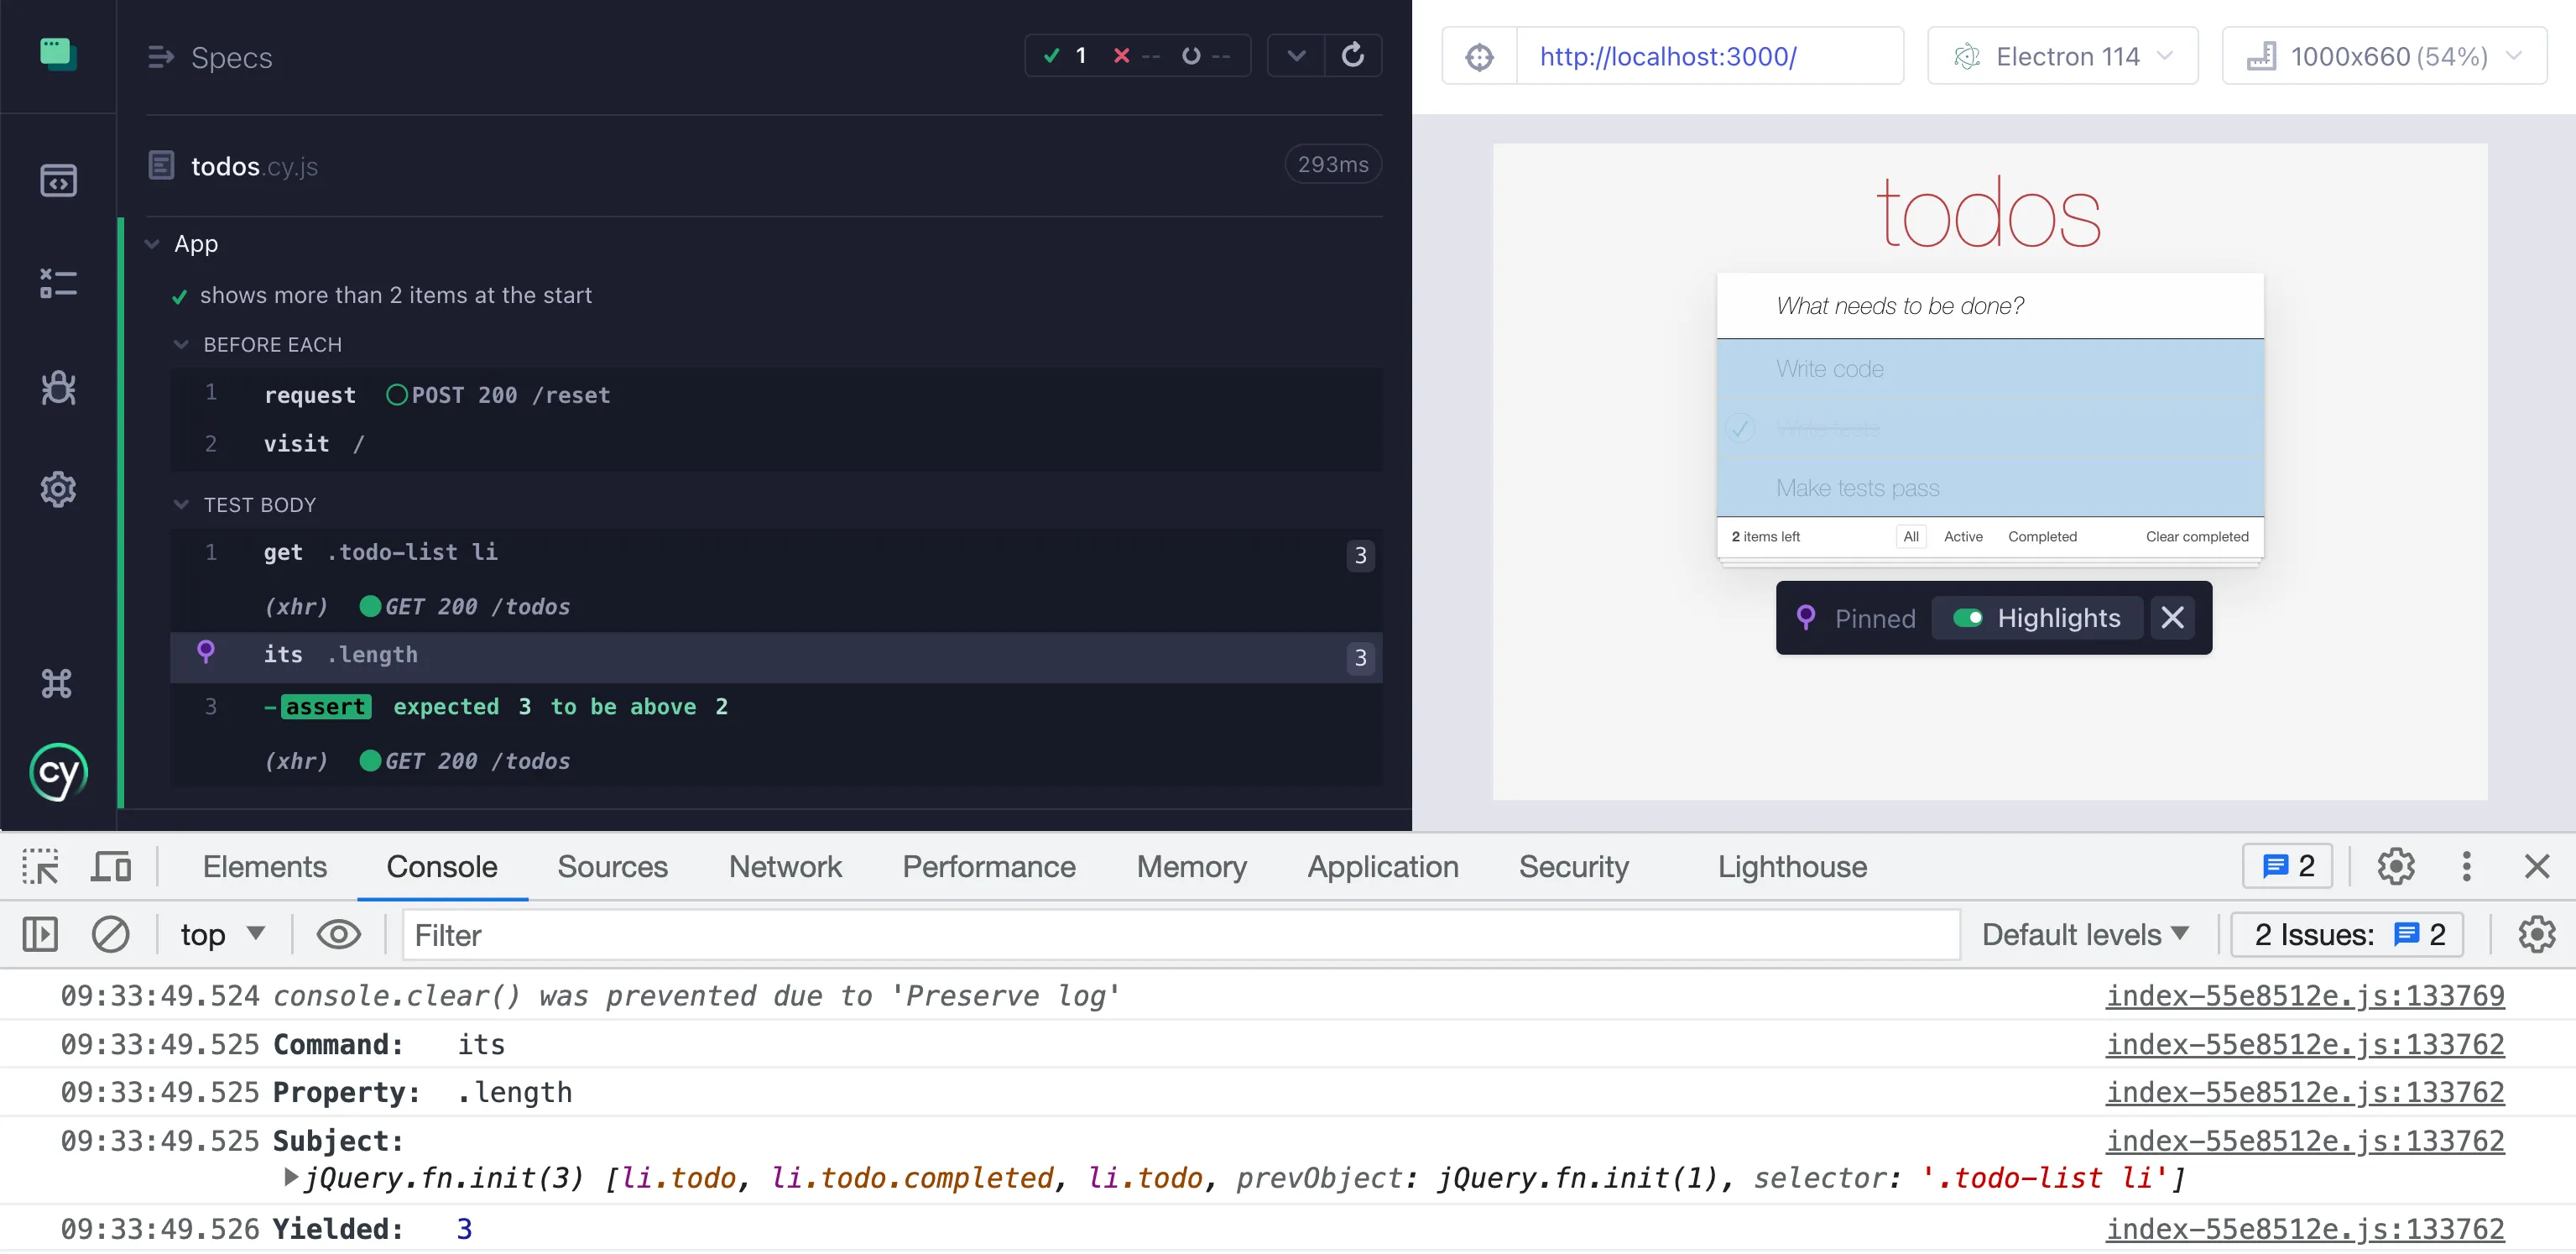 Specs
1 -- --
todos.cy.js
293ms
App
shows more than 2 items at the start
BEFORE EACH
1 request POST 200 /reset
2 visit /
TEST BODY
1 get .todo-list li 3
(xhr) GET 200 /todos
its .length 3
3 -assert expected 3 to be above 2
(xhr) GET 200 /todos
cy
http://localhost:3000/
Electron 114
1000x660 (54%)
todos
What needs to be done?
Write code
Write tests
Make tests pass
2 items left All Active Completed Clear completed
Pinned Highlights
Elements Console Sources Network Performance Memory Application Security Lighthouse 2
top Filter Default levels 2 Issues: 2
09:33:49.524 console.clear() was prevented due to 'Preserve log' index-55e8512e.js:133769
09:33:49.525 Command: its index-55e8512e.js:133762
09:33:49.525 Property: .length index-55e8512e.js:133762
09:33:49.525 Subject: index-55e8512e.js:133762
jQuery.fn.init(3) [li.todo, li.todo.completed, li.todo, prevObject: jQuery.fn.init(1), selector: '.todo-list li']
09:33:49.526 Yielded: 3 index-55e8512e.js:133762